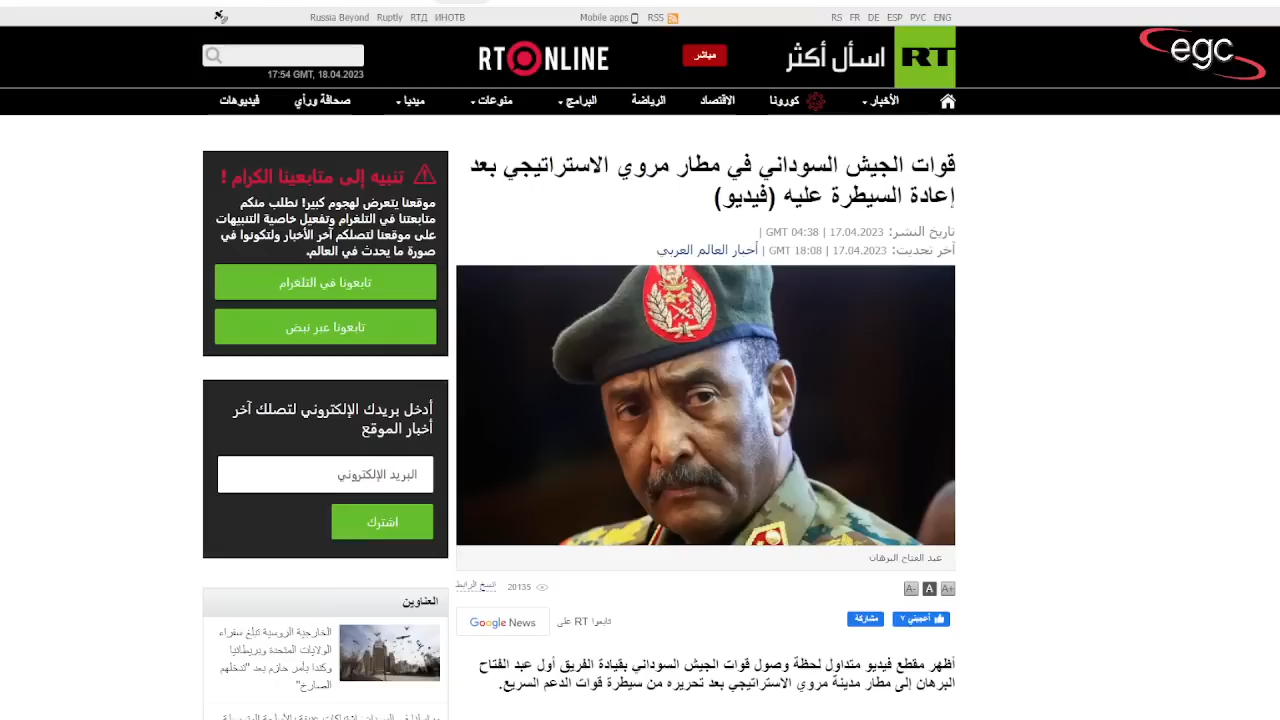 Russia Beyond Ruptly RTД ИНОТВ
Mobile apps RSS
RS FR DE ESP РУС ENG
RT
اسأل أكثر
مباشر
RT ONLINE
17:54 GMT, 18.04.2023
egc
الأخبار كورونا الاقتصاد الرياضة البرامج منوعات ميديا صحافة ورأي فيديوهات
قوات الجيش السوداني في مطار مروي الاستراتيجي بعد
إعادة السيطرة عليه (فيديو)
تاريخ النشر: 17.04.2023 | 04:38 GMT |
آخر تحديث: 17.04.2023 | 18:08 GMT | أخبار العالم العربي
عبد الفتاح البرهان
A- A A+
20135 انسخ الرابط
أعجبني ٧ مشاركة
تابعوا RT على
Google News
أظهر مقطع فيديو متداول لحظة وصول قوات الجيش السوداني بقيادة الفريق أول عبد الفتاح
البرهان إلى مطار مدينة مروي الاستراتيجي بعد تحريره من سيطرة قوات الدعم السريع.
تنبيه إلى متابعينا الكرام !
موقعنا يتعرض لهجوم كبير! نطلب منكم
متابعتنا في التلغرام وتفعيل خاصية التنبيهات
على موقعنا لتصلكم آخر الأخبار ولتكونوا في
صورة ما يحدث في العالم.
تابعونا في التلغرام
تابعونا عبر نبض
أدخل بريدك الإلكتروني لتصلك آخر
أخبار الموقع
البريد الإلكتروني
اشترك
العناوين
الخارجية الروسية تبلغ سفراء
الولايات المتحدة وبريطانيا
وكندا بأمر حازم بعد "تدخلهم
الصارخ"